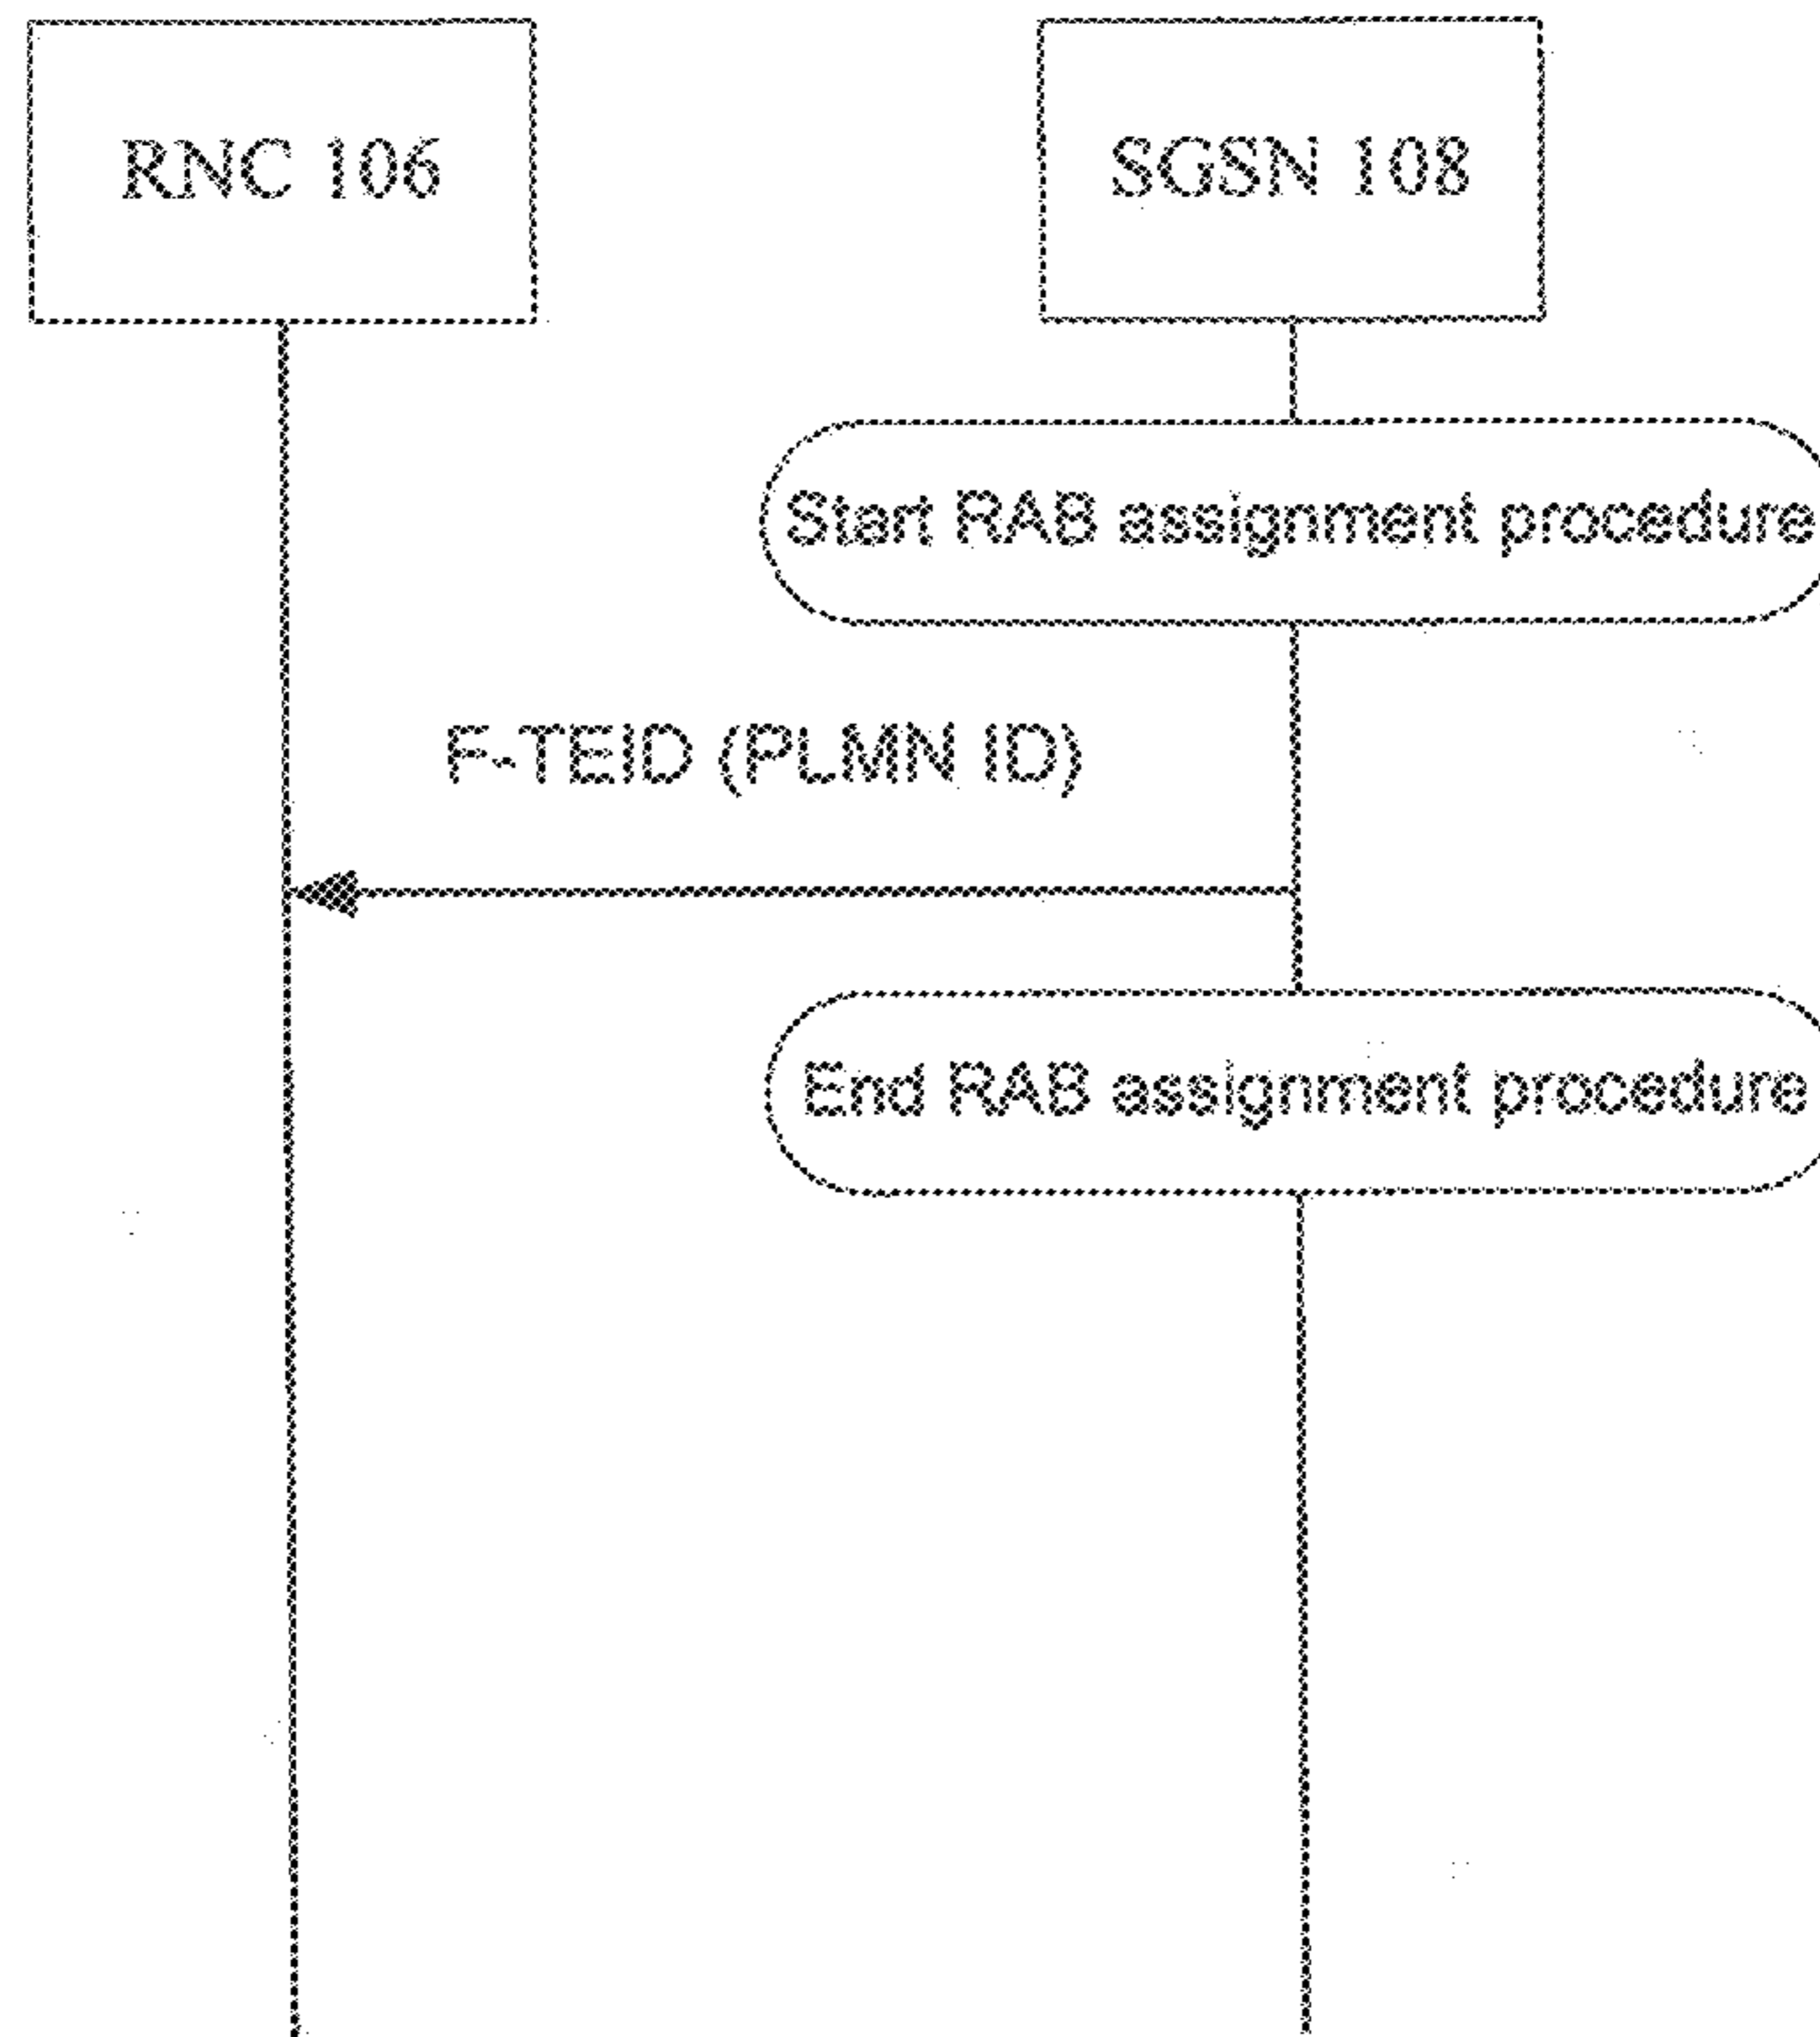 RNC 106
SGSN 108
Start RAB assignment procedure
F-TEID (PLMN ID)
End RAB assignment procedure